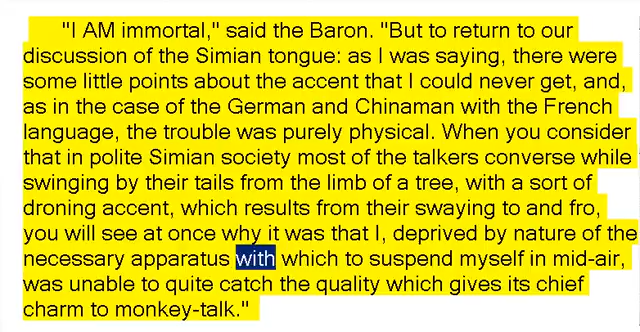 "I AM immortal," said the Baron. "But to return to our
discussion of the Simian tongue: as I was saying, there were
some little points about the accent that I could never get, and,
as in the case of the German and Chinaman with the French
language, the trouble was purely physical. When you consider
that in polite Simian society most of the talkers converse while
swinging by their tails from the limb of a tree, with a sort of
droning accent, which results from their swaying to and fro,
you will see at once why it was that I, deprived by nature of the
necessary apparatus with which to suspend myself in mid-air,
was unable to quite catch the quality which gives its chief
charm to monkey-talk."